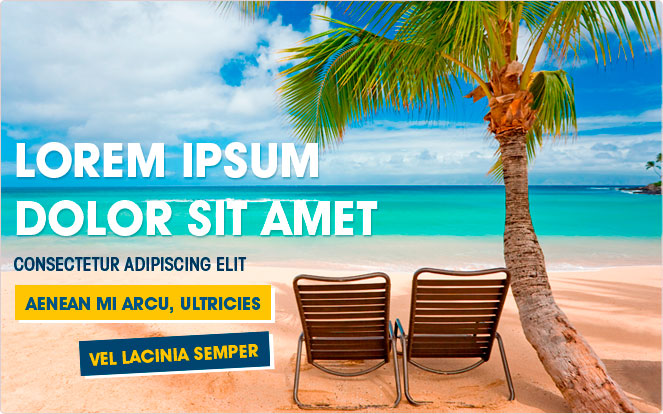 LOREM IPSUM
DOLOR SIT AMET
CONSECTETUR ADIPISCING ELIT
AENEAN MI ARCU, ULTRICIES
VEL LACINIA SEMPER